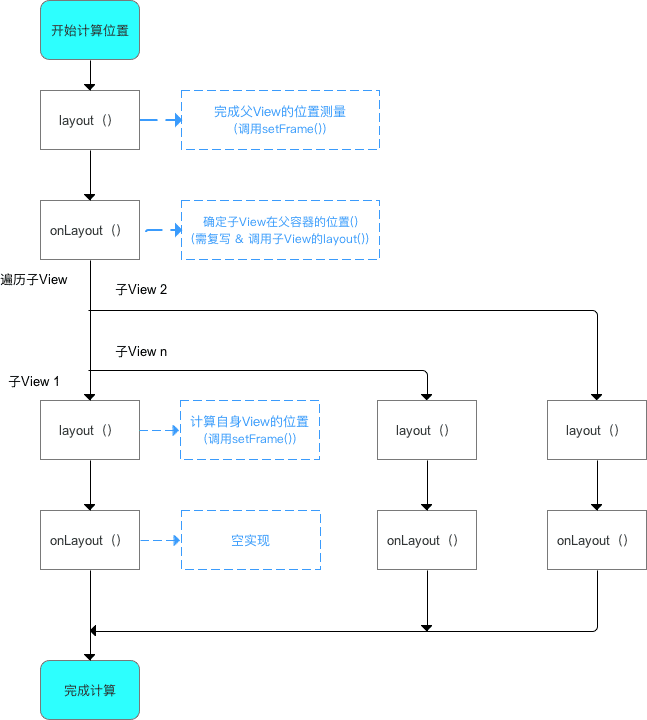 开始计算位置
layout（）
完成父View的位置测量
(调用setFrame())
onLayout（）
确定子View在父容器的位置()
(需复写 & 调用子View的layout())
遍历子View
子View 2
子View n
子View 1
layout（）
计算自身View的位置
(调用setFrame())
layout（）
layout（）
onLayout（）
空实现
onLayout（）
onLayout（）
完成计算